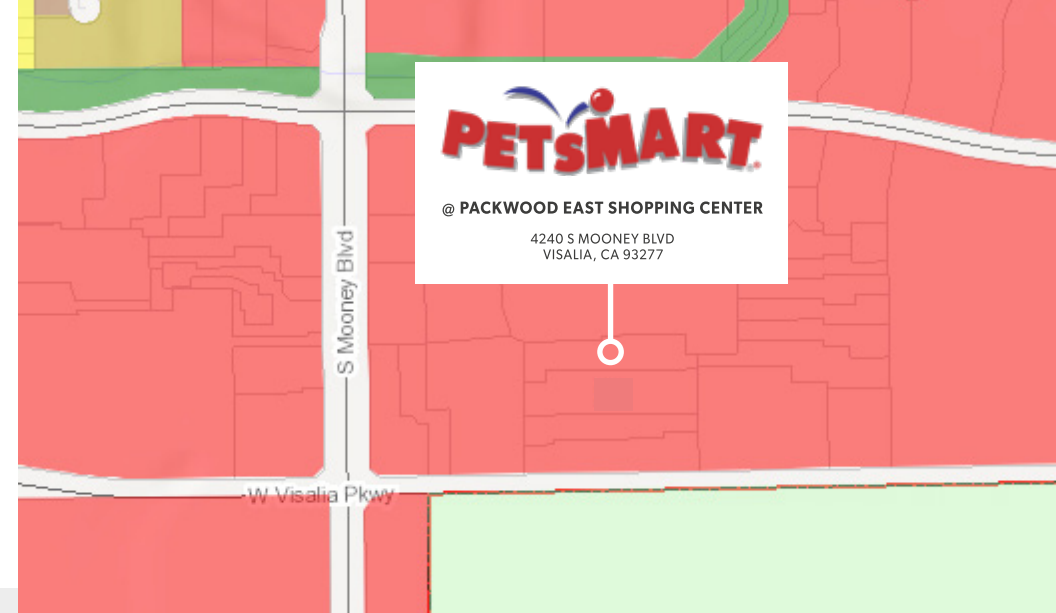 PETSMART
@ PACKWOOD EAST SHOPPING CENTER
4240 S MOONEY BLVD
VISALIA, CA 93277
S Mooney Blvd
W Visalia Pkwy